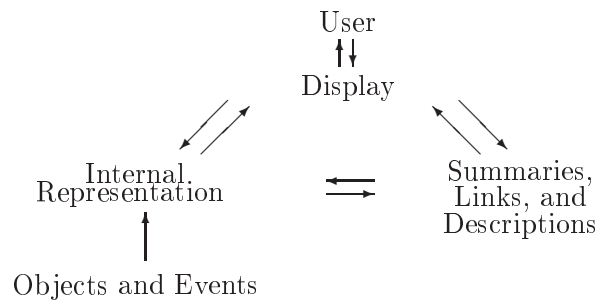 User
Display
Internal
Representation
Summaries,
Links, and
Descriptions
Objects and Events